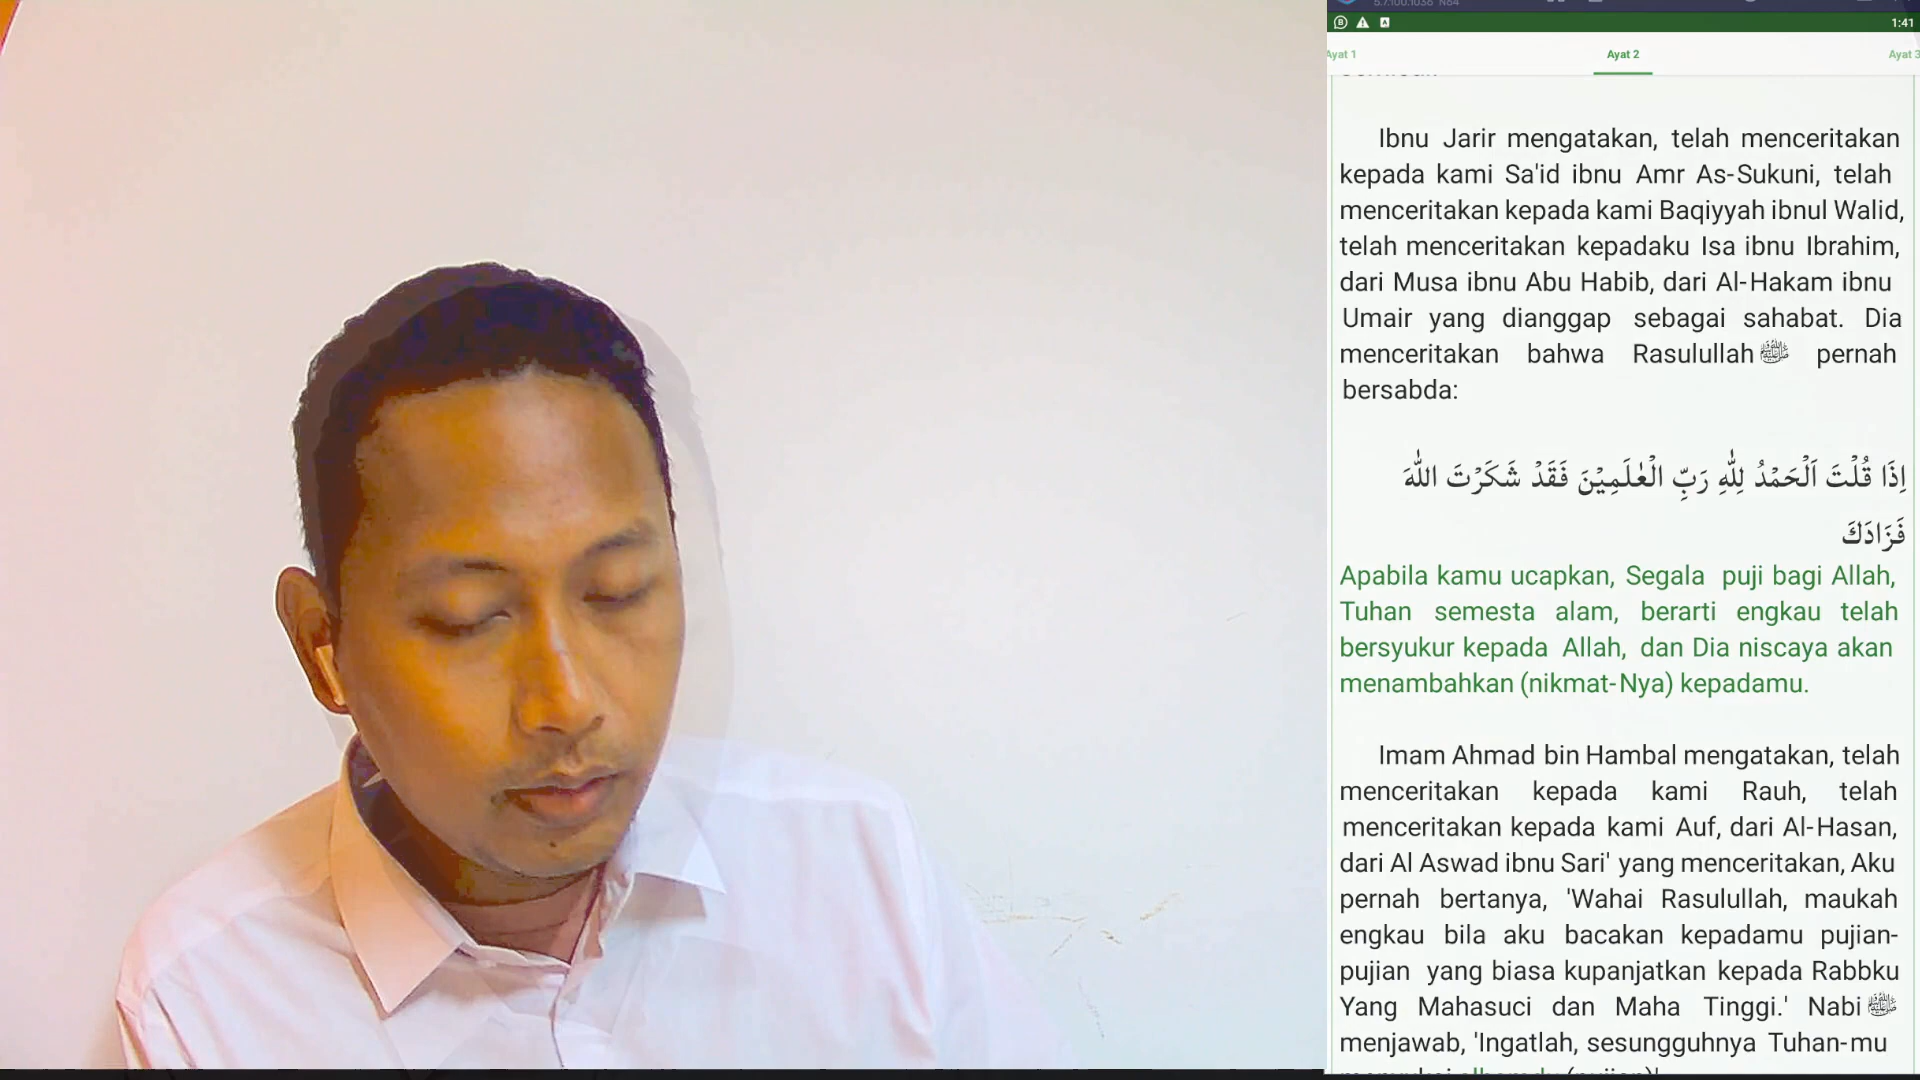 5.7.100.1036 N64
1:41
Ayat 1
Ayat 2
Ayat 3
Ibnu Jarir mengatakan, telah menceritakan
kepada kami Sa'id ibnu Amr As-Sukuni, telah
menceritakan kepada kami Baqiyyah ibnul Walid,
telah menceritakan kepadaku Isa ibnu Ibrahim,
dari Musa ibnu Abu Habib, dari Al-Hakam ibnu
Umair yang dianggap sebagai sahabat. Dia
menceritakan bahwa Rasulullah ﷺ pernah
bersabda:
اِذَا قُلْتَ اَلْحَمْدُ لِلّٰهِ رَبِّ الْعٰلَمِيْنَ فَقَدْ شَكَرْتَ اللّٰهَ
فَزَادَكَ
Apabila kamu ucapkan, Segala puji bagi Allah,
Tuhan semesta alam, berarti engkau telah
bersyukur kepada Allah, dan Dia niscaya akan
menambahkan (nikmat-Nya) kepadamu.
Imam Ahmad bin Hambal mengatakan, telah
menceritakan kepada kami Rauh, telah
menceritakan kepada kami Auf, dari Al-Hasan,
dari Al Aswad ibnu Sari' yang menceritakan, Aku
pernah bertanya, 'Wahai Rasulullah, maukah
engkau bila aku bacakan kepadamu pujian-
pujian yang biasa kupanjatkan kepada Rabbku
Yang Mahasuci dan Maha Tinggi.' Nabi ﷺ
menjawab, 'Ingatlah, sesungguhnya Tuhan-mu